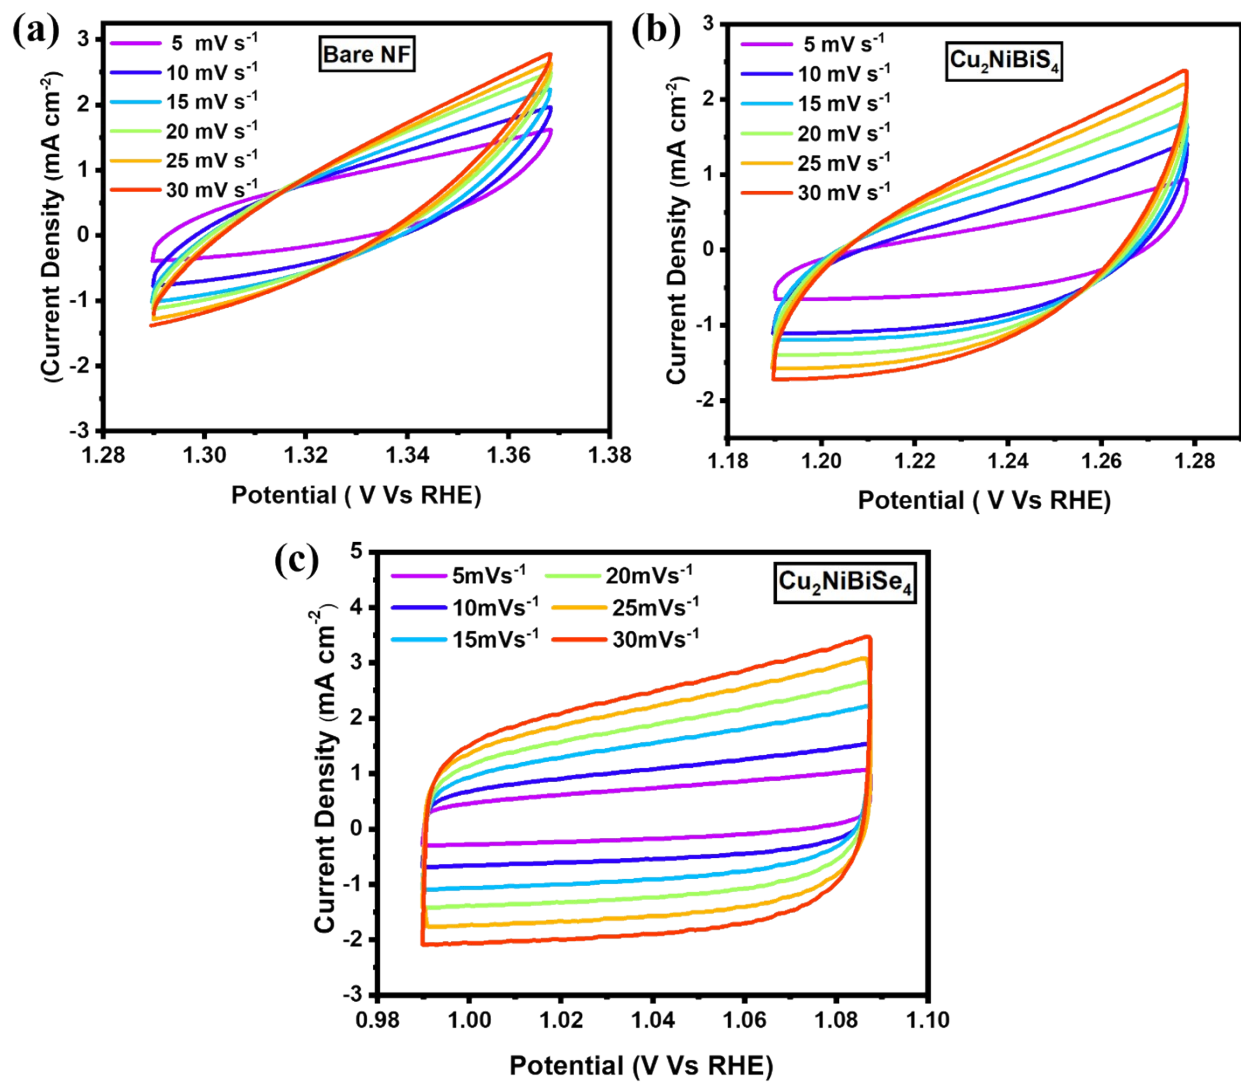 (a)
5 mV s⁻¹
10 mV s⁻¹
15 mV s⁻¹
20 mV s⁻¹
25 mV s⁻¹
30 mV s⁻¹
Bare NF
(Current Density (mA cm⁻²)
3
2
1
0
-1
-2
-3
1.28 1.30 1.32 1.34 1.36 1.38
Potential ( V Vs RHE)
(b)
5 mV s⁻¹
10 mV s⁻¹
15 mV s⁻¹
20 mV s⁻¹
25 mV s⁻¹
30 mV s⁻¹
Cu₂NiBiS₄
Current Density (mA cm⁻²)
3
2
1
0
-1
-2
1.18 1.20 1.22 1.24 1.26 1.28
Potential ( V Vs RHE)
(c)
5mVs⁻¹ 20mVs⁻¹
10mVs⁻¹ 25mVs⁻¹
15mVs⁻¹ 30mVs⁻¹
Cu₂NiBiSe₄
Current Density (mA cm⁻²)
5
4
3
2
1
0
-1
-2
-3
0.98 1.00 1.02 1.04 1.06 1.08 1.10
Potential (V Vs RHE)